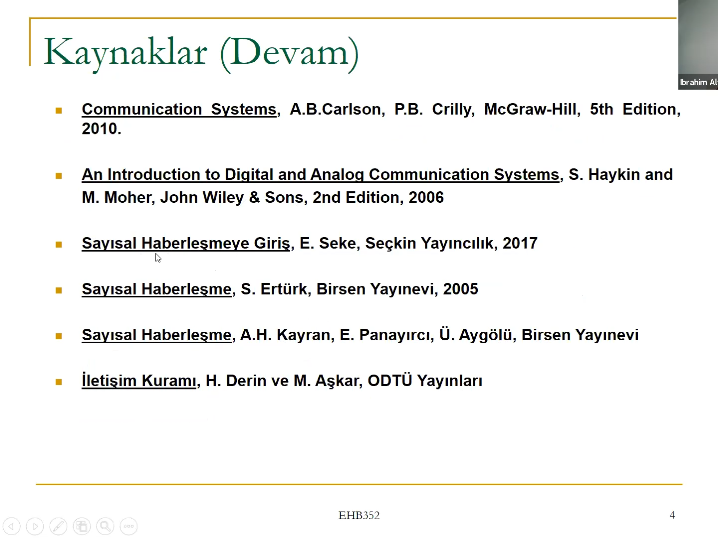 Kaynaklar (Devam)
Communication Systems, A.B.Carlson, P.B. Crilly, McGraw-Hill, 5th Edition,
2010.
An Introduction to Digital and Analog Communication Systems, S. Haykin and
M. Moher, John Wiley & Sons, 2nd Edition, 2006
Sayısal Haberleşmeye Giriş, E. Seke, Seçkin Yayıncılık, 2017
Sayısal Haberleşme, S. Ertürk, Birsen Yayınevi, 2005
Sayısal Haberleşme, A.H. Kayran, E. Panayırcı, Ü. Aygölü, Birsen Yayınevi
İletişim Kuramı, H. Derin ve M. Aşkar, ODTÜ Yayınları
EHB352
4
Ibrahim